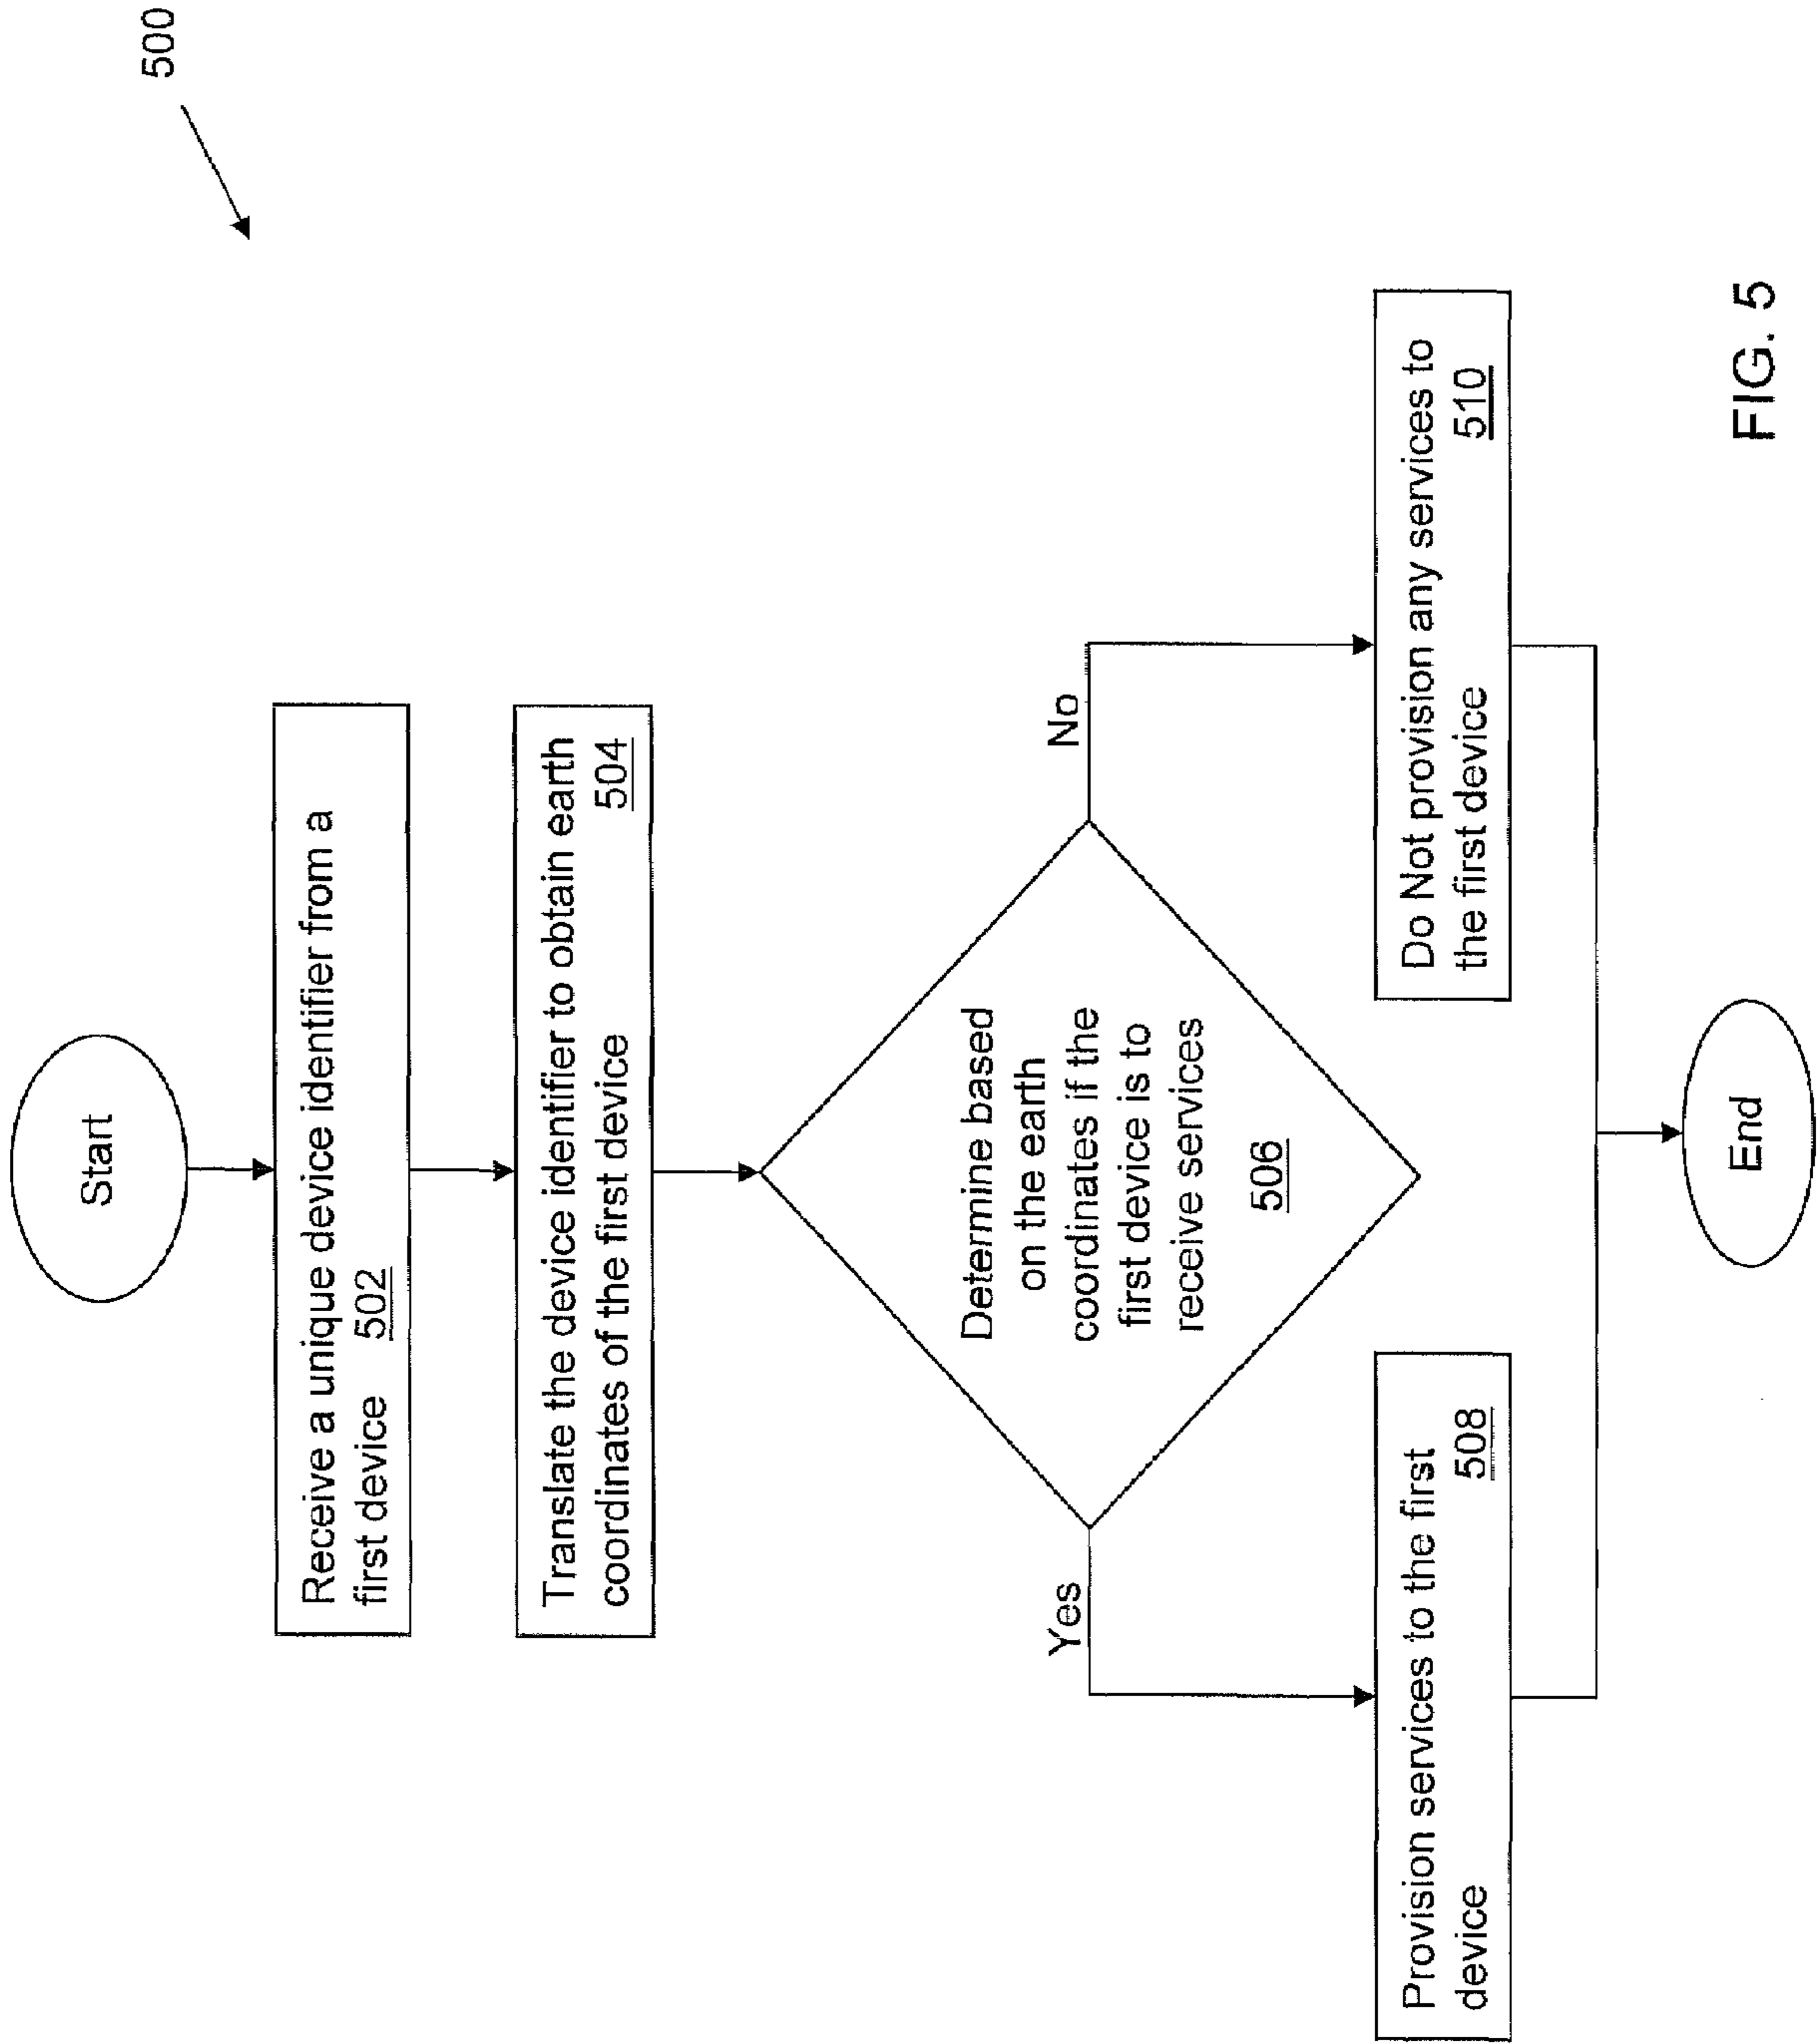 500
Start
Receive a unique device identifier from a
first device 502
Translate the device identifier to obtain earth
coordinates of the first device 504
Determine based
on the earth
coordinates if the
first device is to
receive services
506
Yes
No
Provision services to the first
device 508
Do Not provision any services to
the first device 510
End
FIG. 5